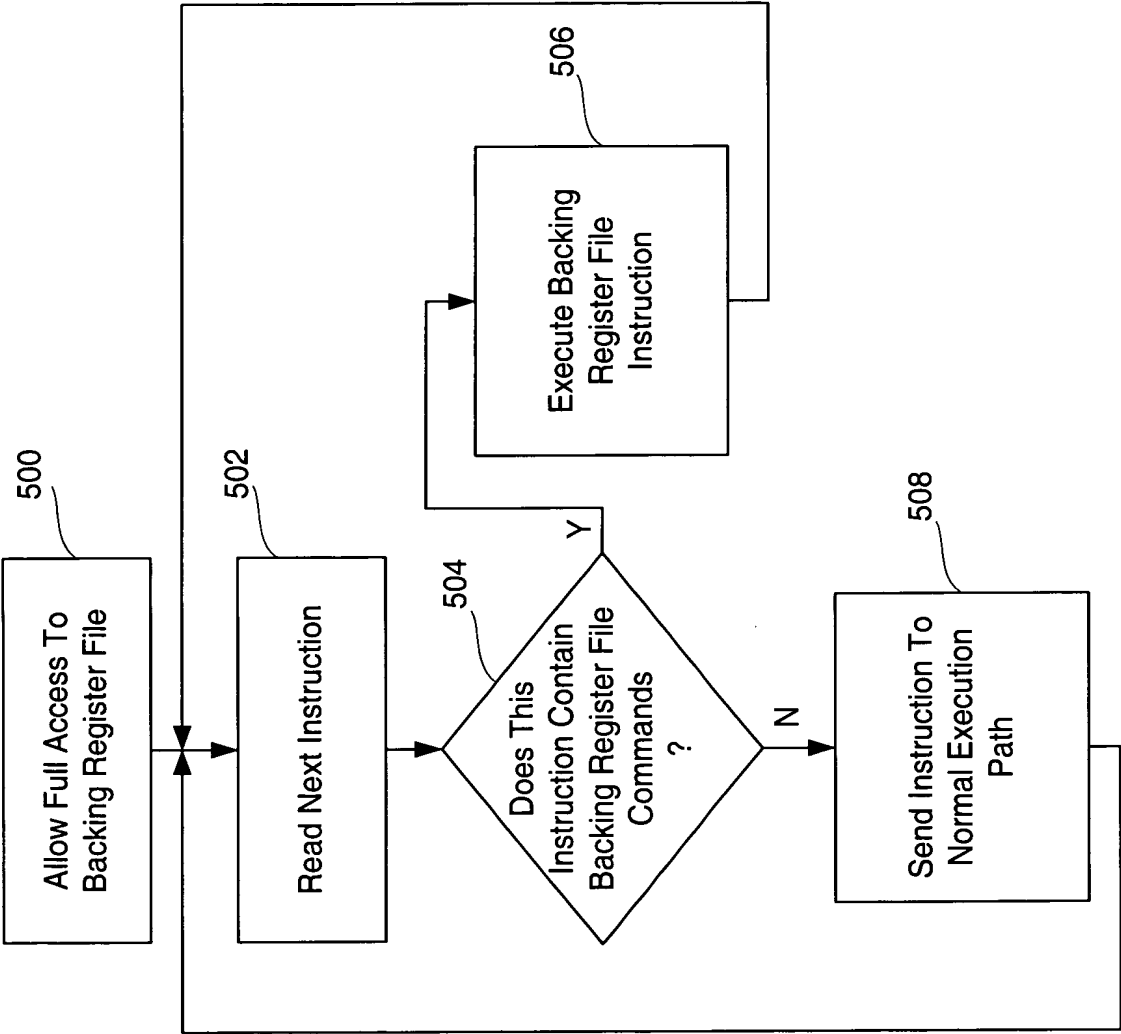 500
Allow Full Access To
Backing Register File
502
Read Next Instruction
504
Does This
Instruction Contain
Backing Register File
Commands
?
Y
N
506
Execute Backing
Register File
Instruction
508
Send Instruction To
Normal Execution
Path